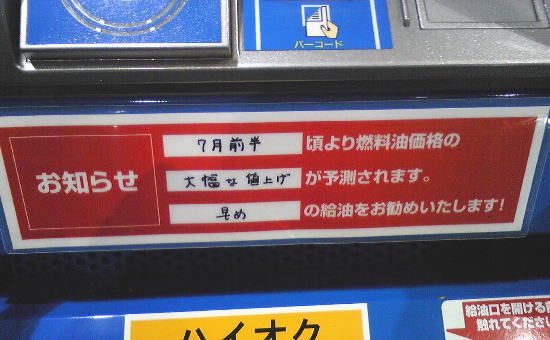 バーコード
お知らせ
7月前半頃より燃料油価格の
大幅な値上げが予測されます。
早めの給油をお勧めいたします!
ハイオク
給油口を開ける前
触れてください